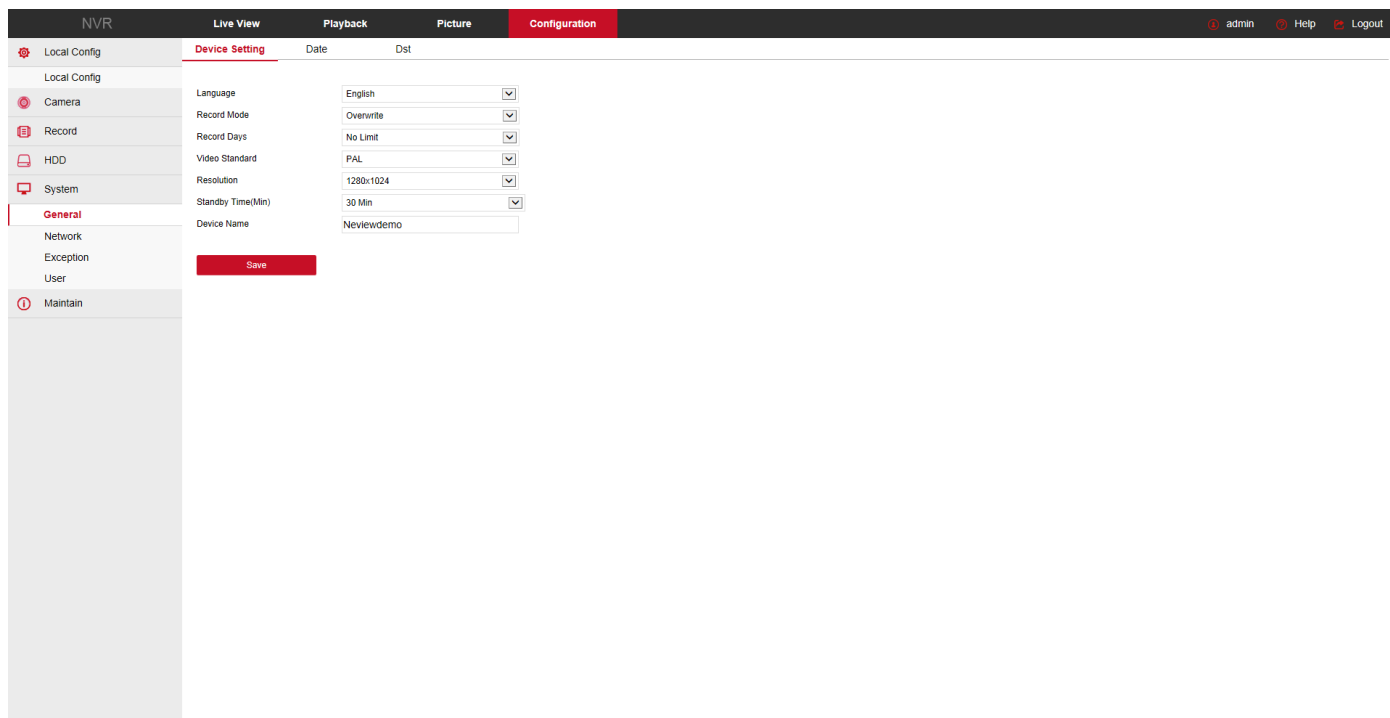 NVR Live View Playback Picture Configuration admin Help Logout
Local Config
Local Config
Camera
Record
HDD
System
General
Network
Exception
User
Maintain
Device Setting Date Dst
Language English
Record Mode Overwrite
Record Days No Limit
Video Standard PAL
Resolution 1280x1024
Standby Time(Min) 30 Min
Device Name Neviewdemo
Save